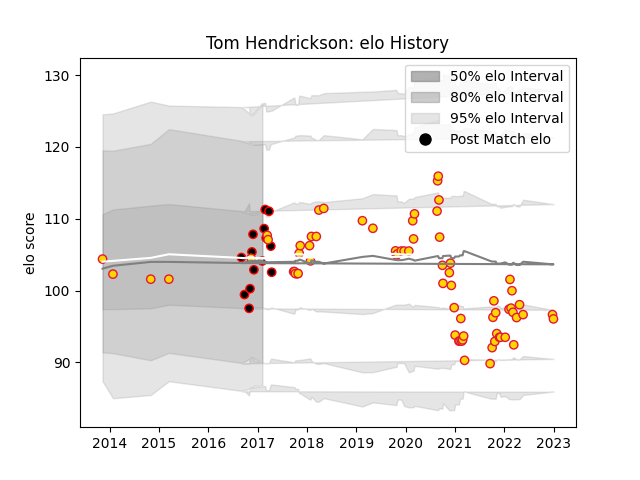 Tom Hendrickson: elo History
50% elo Interval
80% elo Interval
95% elo Interval
Post Match elo
elo score
130
120
110
100
90
2014 2015 2016 2017 2018 2019 2020 2021 2022 2023